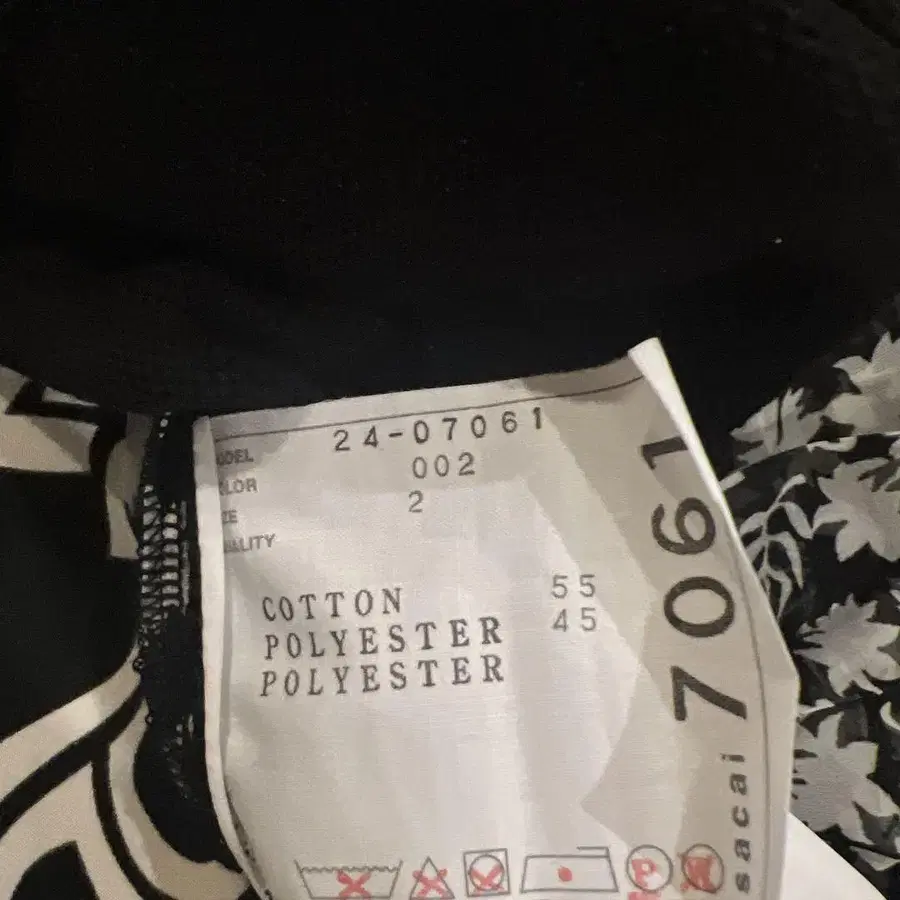 ODEL 24-07061
LOR 002
ZE 2
ALITY
COTTON 55
POLYESTER 45
POLYESTER
sacai 7061
P